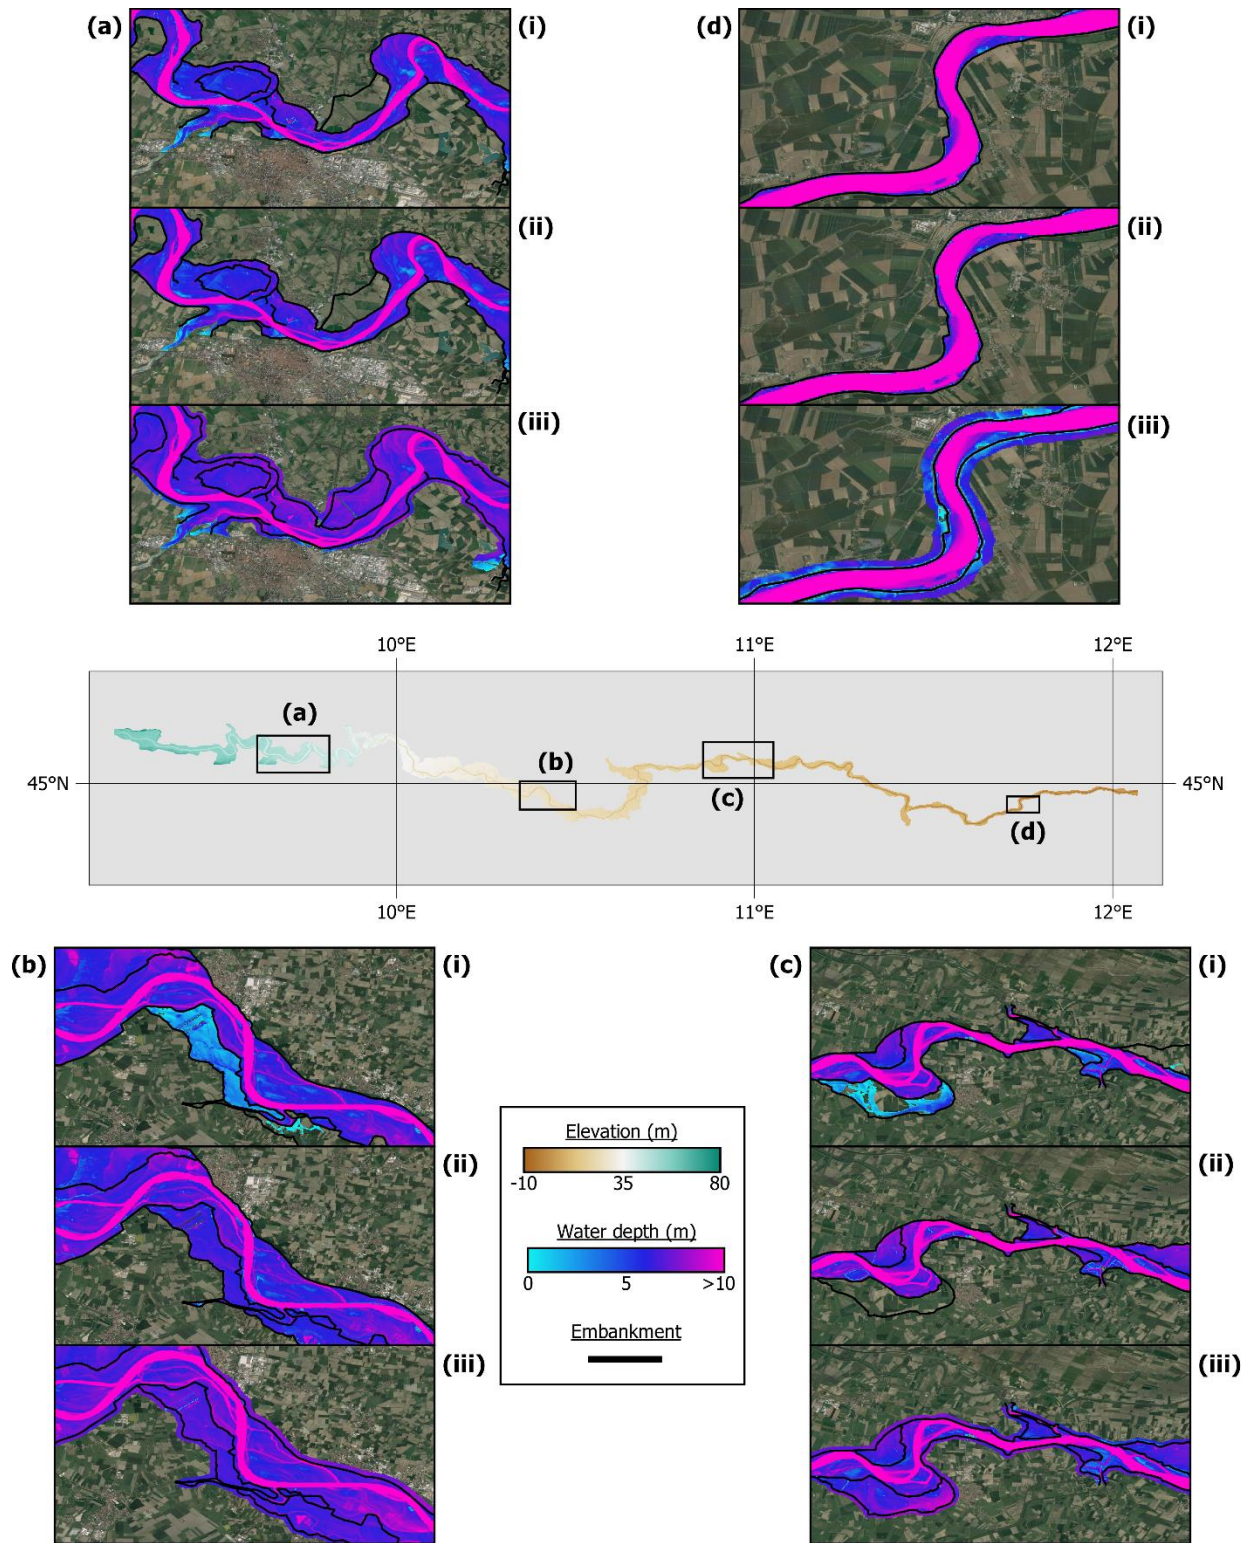 (a)
(i)
(ii)
(iii)
(d)
(i)
(ii)
(iii)
10°E
11°E
12°E
45°N
(a)
(b)
(c)
(d)
45°N
10°E
11°E
12°E
(b)
(i)
(ii)
(iii)
Elevation (m)
-10 35 80
Water depth (m)
0 5 >10
Embankment
(c)
(i)
(ii)
(iii)